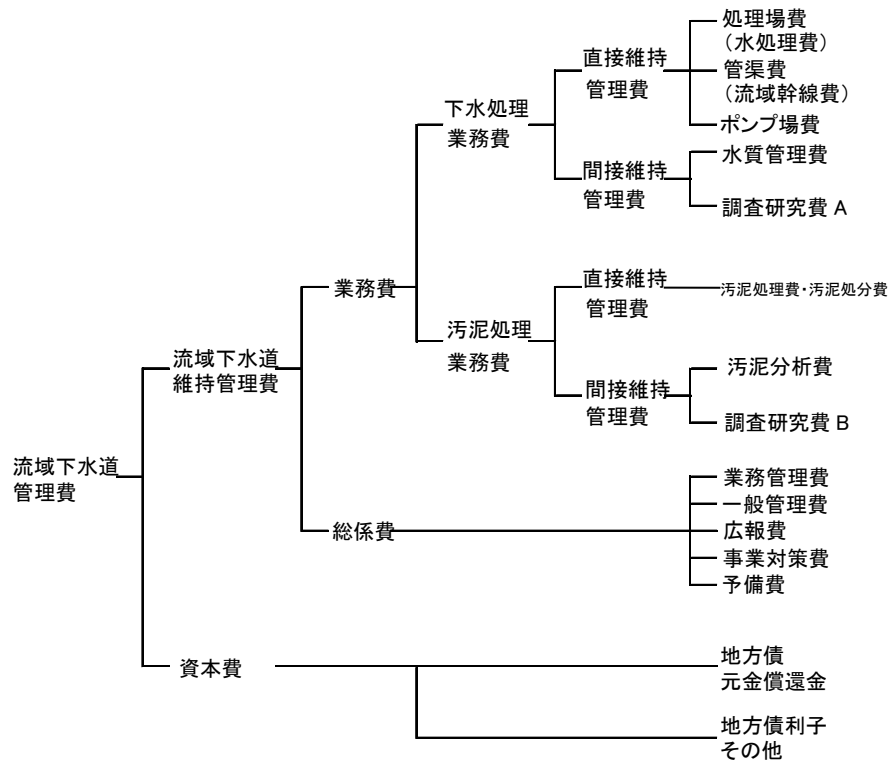 処理場費
（水処理費）
管渠費
（流域幹線費）
ポンプ場費
直接維持
管理費
下水処理
業務費
水質管理費
間接維持
管理費
調査研究費 A
直接維持
管理費
汚泥処理費・汚泥処分費
業務費
汚泥処理
業務費
流域下水道
維持管理費
汚泥分析費
間接維持
管理費
調査研究費 B
流域下水道
管理費
業務管理費
一般管理費
総係費
広報費
事業対策費
予備費
資本費
地方債
元金償還金
地方債利子
その他